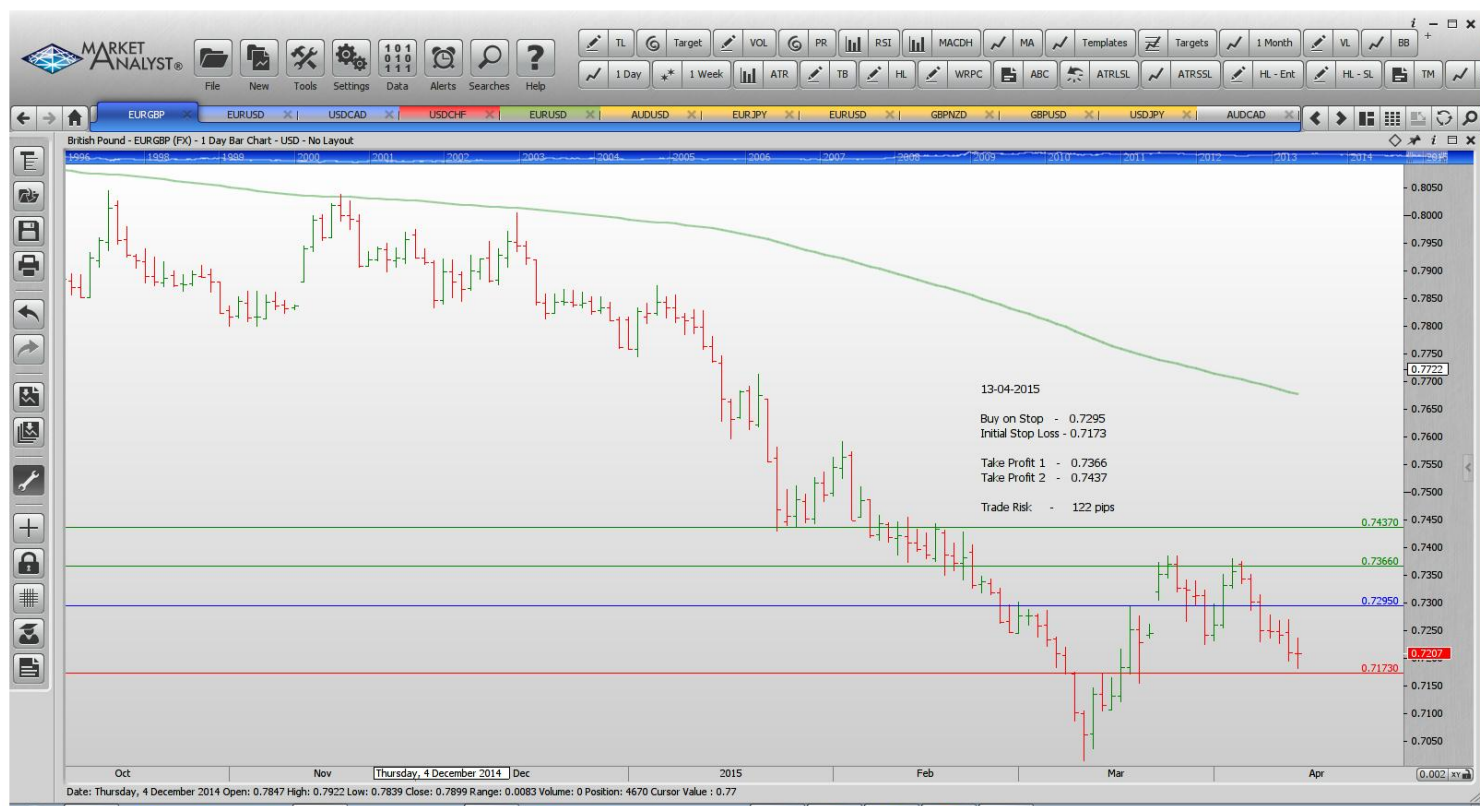 MARKET
ANALYST®
File New Tools Settings Data Alerts Searches Help
TL Target VOL PR RSI MACDH MA Templates Targets 1 Month VL BB
1 Day 1 Week ATR TB HL WRPC ABC ATRLSL ATRSSL HL - Ent HL - SL TM
EURGBP EURUSD USDCAD USDCHF EURUSD AUDUSD EURJPY EURUSD GBPNZD GBPUSD USDJPY AUDCAD
British Pound - EURGBP (FX) - 1 Day Bar Chart - USD - No Layout
1996 1998 1999 2000 2001 2002 2003 2004 2005 2006 2007 2008 2009 2010 2011 2012 2013 2014 2015
0.8050
0.8000
0.7950
0.7900
0.7850
0.7800
0.7750
0.7722
0.7700
0.7650
0.7600
0.7550
0.7500
0.7450
0.7400
0.7350
0.7300
0.7250
0.7207
0.7150
0.7100
0.7050
13-04-2015
Buy on Stop - 0.7295
Initial Stop Loss - 0.7173
Take Profit 1 - 0.7366
Take Profit 2 - 0.7437
Trade Risk - 122 pips
0.74370
0.73660
0.72950
0.71730
Oct Nov Thursday, 4 December 2014 Dec 2015 Feb Mar Apr 0.002 XY
Date: Thursday, 4 December 2014 Open: 0.7847 High: 0.7922 Low: 0.7839 Close: 0.7899 Range: 0.0083 Volume: 0 Position: 4670 Cursor Value : 0.77